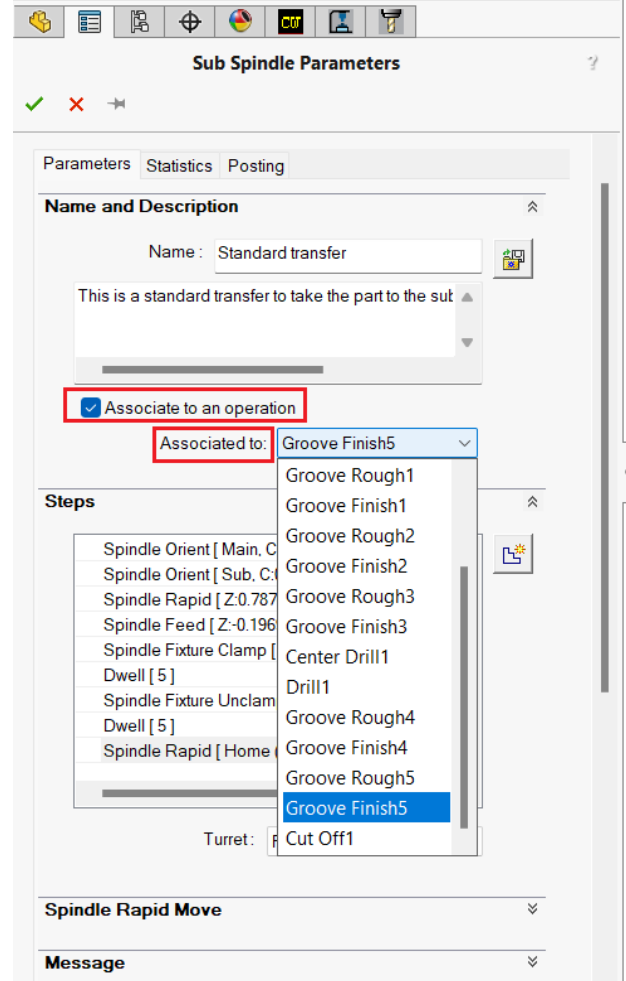 CW
Sub Spindle Parameters
?
Parameters Statistics Posting
Name and Description
Name : Standard transfer
This is a standard transfer to take the part to the sub
Associate to an operation
Associated to: Groove Finish5
Groove Rough1
Groove Finish1
Groove Rough2
Groove Finish2
Groove Rough3
Groove Finish3
Center Drill1
Drill1
Groove Rough4
Groove Finish4
Groove Rough5
Groove Finish5
Cut Off1
Steps
Spindle Orient [ Main, C
Spindle Orient [ Sub, C:
Spindle Rapid [ Z:0.787
Spindle Feed [ Z:-0.196
Spindle Fixture Clamp [
Dwell [ 5 ]
Spindle Fixture Unclam
Dwell [ 5 ]
Spindle Rapid [ Home
Turret :
Spindle Rapid Move
Message